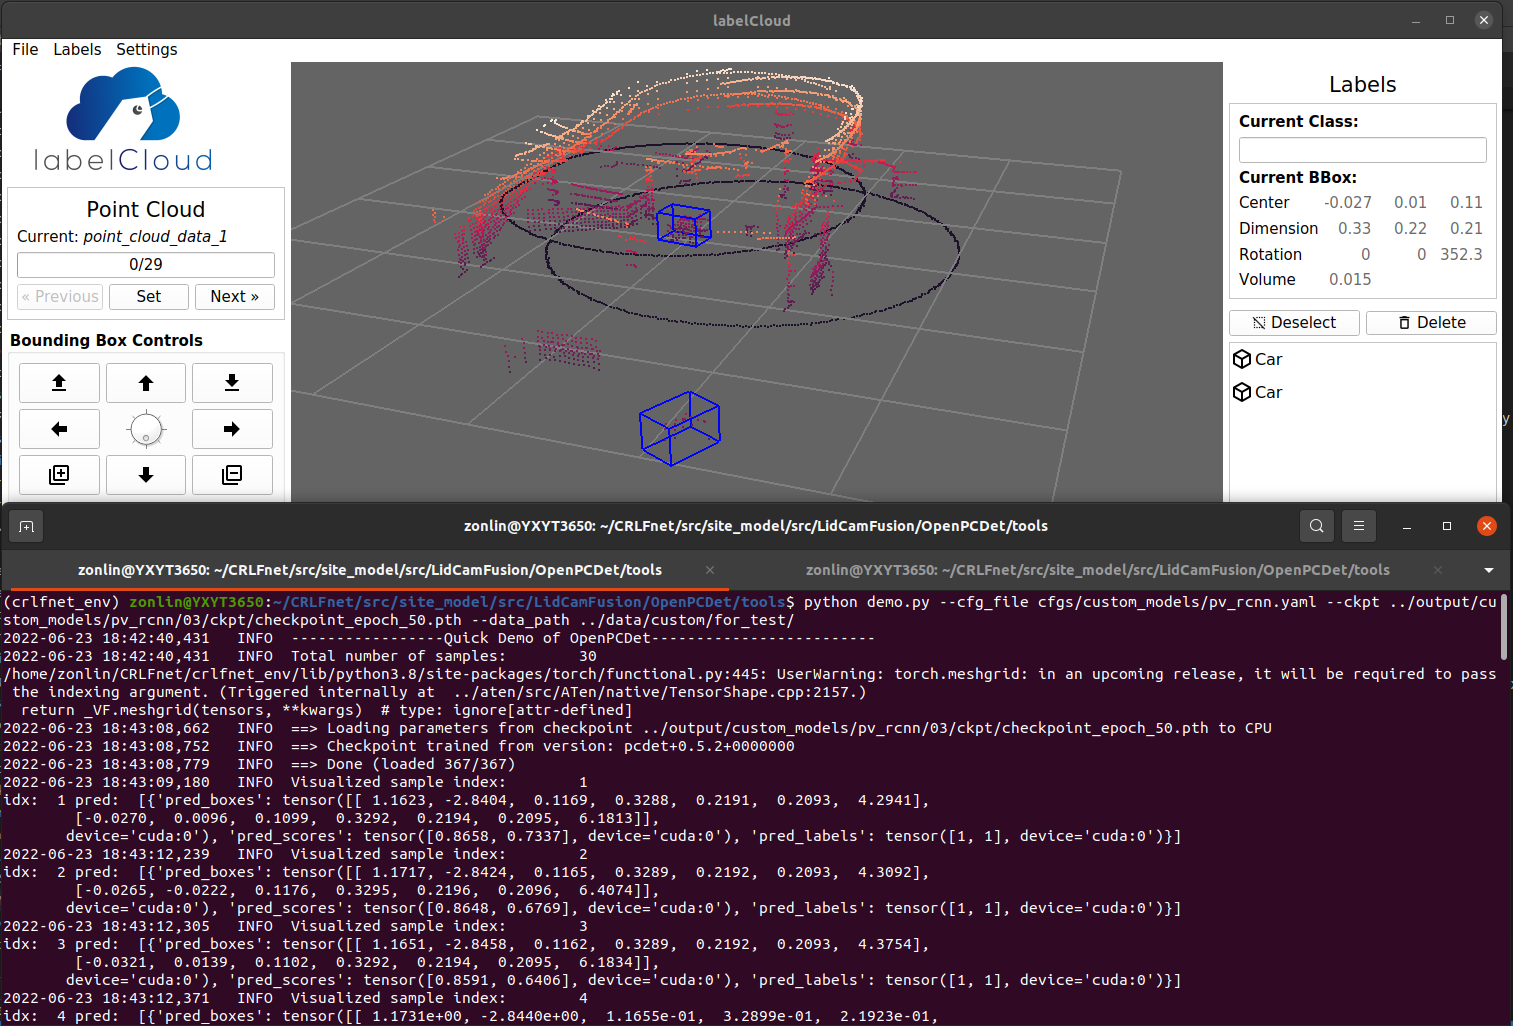 labelCloud
File Labels Settings
labelCloud
Point Cloud
Current: point_cloud_data_1
0/29
« Previous Set Next »
Bounding Box Controls
Labels
Current Class:
Current BBox:
Center -0.027 0.01 0.11
Dimension 0.33 0.22 0.21
Rotation 0 0 352.3
Volume 0.015
Deselect Delete
Car
Car
zonlin@YXYT3650: ~/CRLFnet/src/site_model/src/LidCamFusion/OpenPCDet/tools
zonlin@YXYT3650: ~/CRLFnet/src/site_model/src/LidCamFusion/OpenPCDet/tools zonlin@YXYT3650: ~/CRLFnet/src/site_model/src/LidCamFusion/OpenPCDet/tools
(crlfnet_env) zonlin@YXYT3650:~/CRLFnet/src/site_model/src/LidCamFusion/OpenPCDet/tools$ python demo.py --cfg_file cfgs/custom_models/pv_rcnn.yaml --ckpt ../output/cu
stom_models/pv_rcnn/03/ckpt/checkpoint_epoch_50.pth --data_path ../data/custom/for_test/
2022-06-23 18:42:40,431 INFO -----------------Quick Demo of OpenPCDet-------------------------
2022-06-23 18:42:40,431 INFO Total number of samples: 30
/home/zonlin/CRLFnet/crlfnet_env/lib/python3.8/site-packages/torch/functional.py:445: UserWarning: torch.meshgrid: in an upcoming release, it will be required to pass
the indexing argument. (Triggered internally at ../aten/src/ATen/native/TensorShape.cpp:2157.)
return _VF.meshgrid(tensors, **kwargs) # type: ignore[attr-defined]
2022-06-23 18:43:08,662 INFO ==> Loading parameters from checkpoint ../output/custom_models/pv_rcnn/03/ckpt/checkpoint_epoch_50.pth to CPU
2022-06-23 18:43:08,752 INFO ==> Checkpoint trained from version: pcdet+0.5.2+0000000
2022-06-23 18:43:08,779 INFO ==> Done (loaded 367/367)
2022-06-23 18:43:09,180 INFO Visualized sample index: 1
idx: 1 pred: [{'pred_boxes': tensor([[ 1.1623, -2.8404, 0.1169, 0.3288, 0.2191, 0.2093, 4.2941],
[-0.0270, 0.0096, 0.1099, 0.3292, 0.2194, 0.2095, 6.1813]],
device='cuda:0'), 'pred_scores': tensor([0.8658, 0.7337], device='cuda:0'), 'pred_labels': tensor([1, 1], device='cuda:0')}]
2022-06-23 18:43:12,239 INFO Visualized sample index: 2
idx: 2 pred: [{'pred_boxes': tensor([[ 1.1717, -2.8424, 0.1165, 0.3289, 0.2192, 0.2093, 4.3092],
[-0.0265, -0.0222, 0.1176, 0.3295, 0.2196, 0.2096, 6.4074]],
device='cuda:0'), 'pred_scores': tensor([0.8648, 0.6769], device='cuda:0'), 'pred_labels': tensor([1, 1], device='cuda:0')}]
2022-06-23 18:43:12,305 INFO Visualized sample index: 3
idx: 3 pred: [{'pred_boxes': tensor([[ 1.1651, -2.8458, 0.1162, 0.3289, 0.2192, 0.2093, 4.3754],
[-0.0321, 0.0139, 0.1102, 0.3292, 0.2194, 0.2095, 6.1834]],
device='cuda:0'), 'pred_scores': tensor([0.8591, 0.6406], device='cuda:0'), 'pred_labels': tensor([1, 1], device='cuda:0')}]
2022-06-23 18:43:12,371 INFO Visualized sample index: 4
idx: 4 pred: [{'pred_boxes': tensor([[ 1.1731e+00, -2.8440e+00, 1.1655e-01, 3.2899e-01, 2.1923e-01,